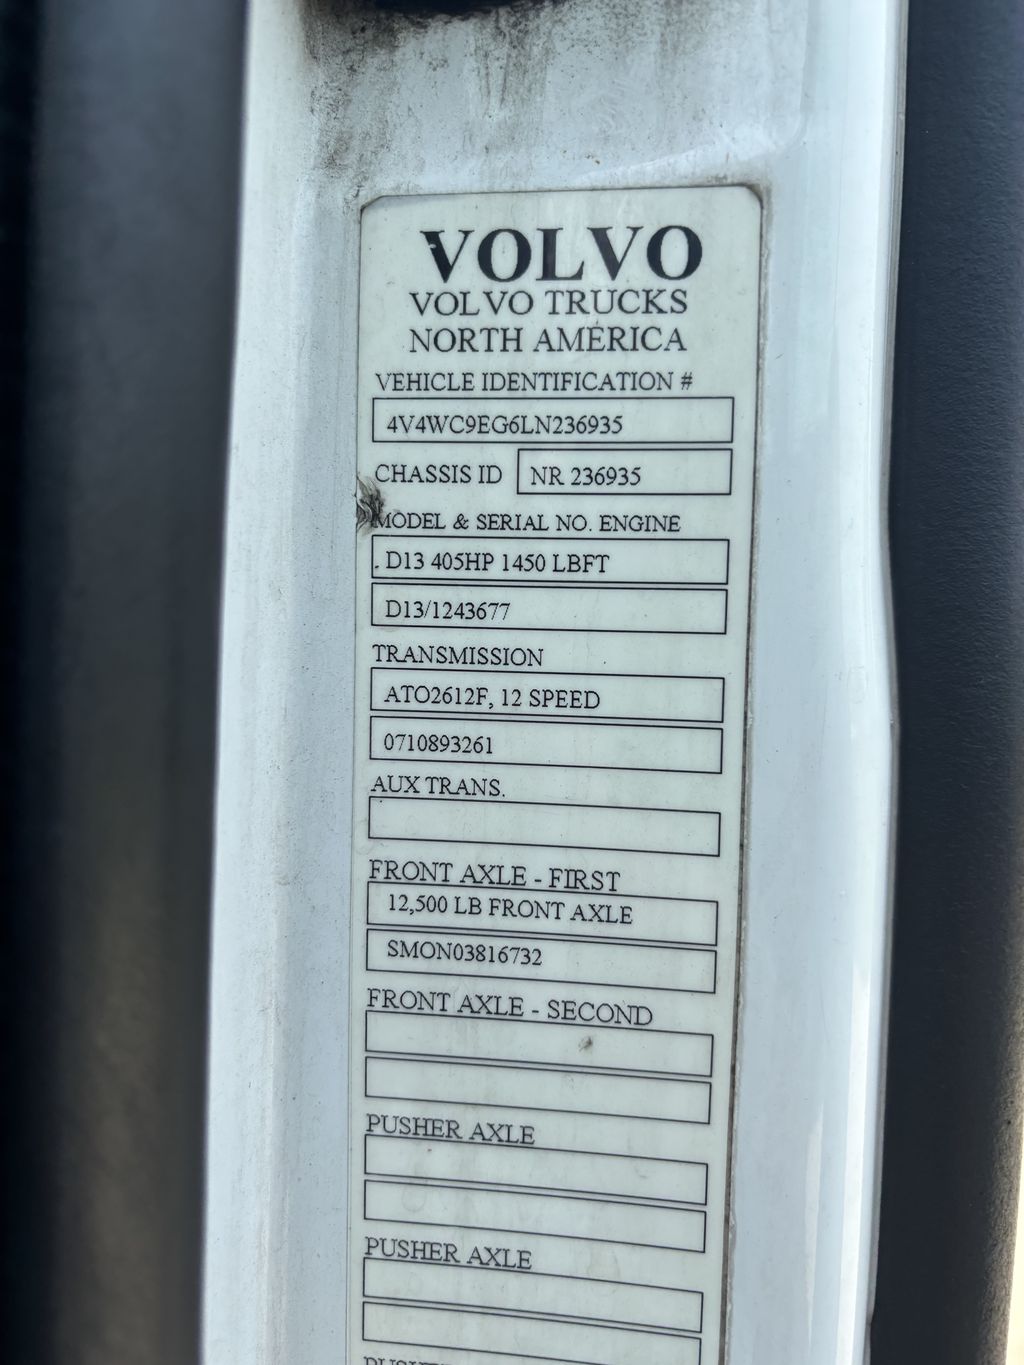 VOLVO
VOLVO TRUCKS
NORTH AMERICA
VEHICLE IDENTIFICATION #
4V4WC9EG6LN236935
CHASSIS ID NR 236935
MODEL & SERIAL NO. ENGINE
D13 405HP 1450 LBFT
D13/1243677
TRANSMISSION
ATO2612F, 12 SPEED
0710893261
AUX TRANS.
FRONT AXLE - FIRST
12,500 LB FRONT AXLE
SMON03816732
FRONT AXLE - SECOND
PUSHER AXLE
PUSHER AXLE